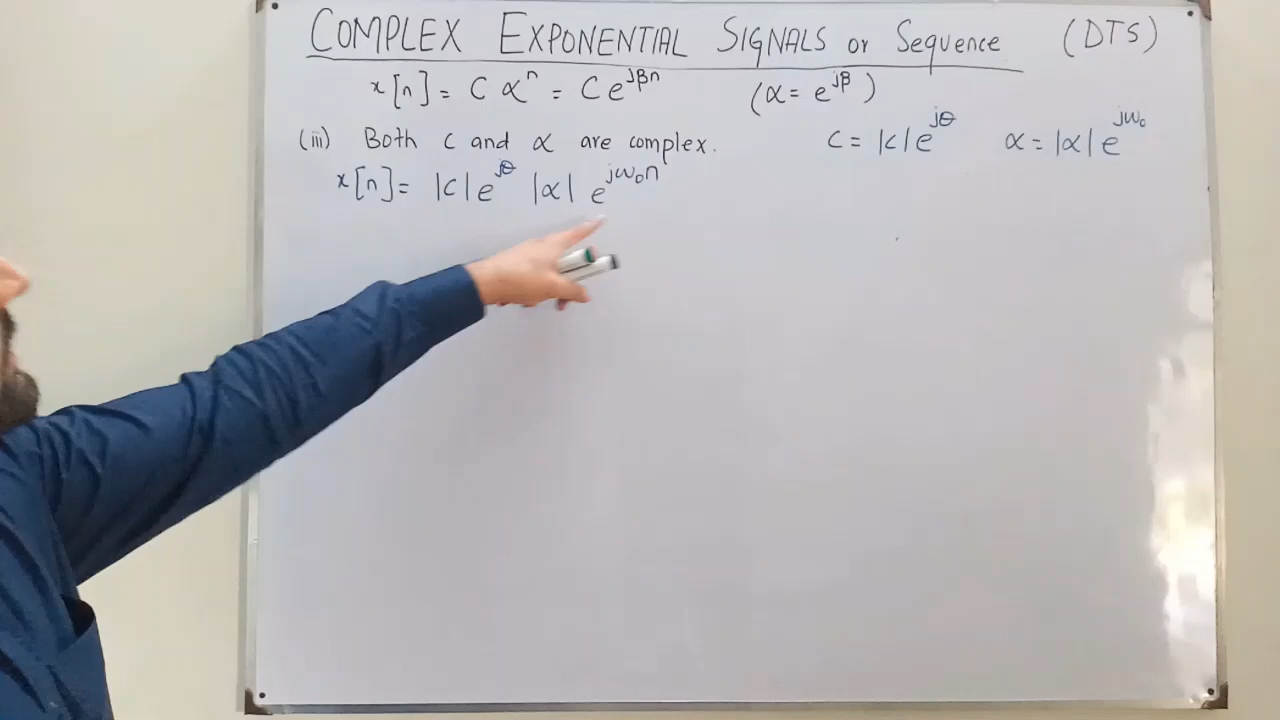 COMPLEX EXPONENTIAL SIGNALS or Sequence (DTS)
x[n] = C α^n = C e^{jβn} (α = e^{jβ})
(iii) Both C and α are complex. C = |C| e^{jθ} α = |α| e^{jω₀}
x[n] = |C| e^{jθ} |α| e^{jω₀n}